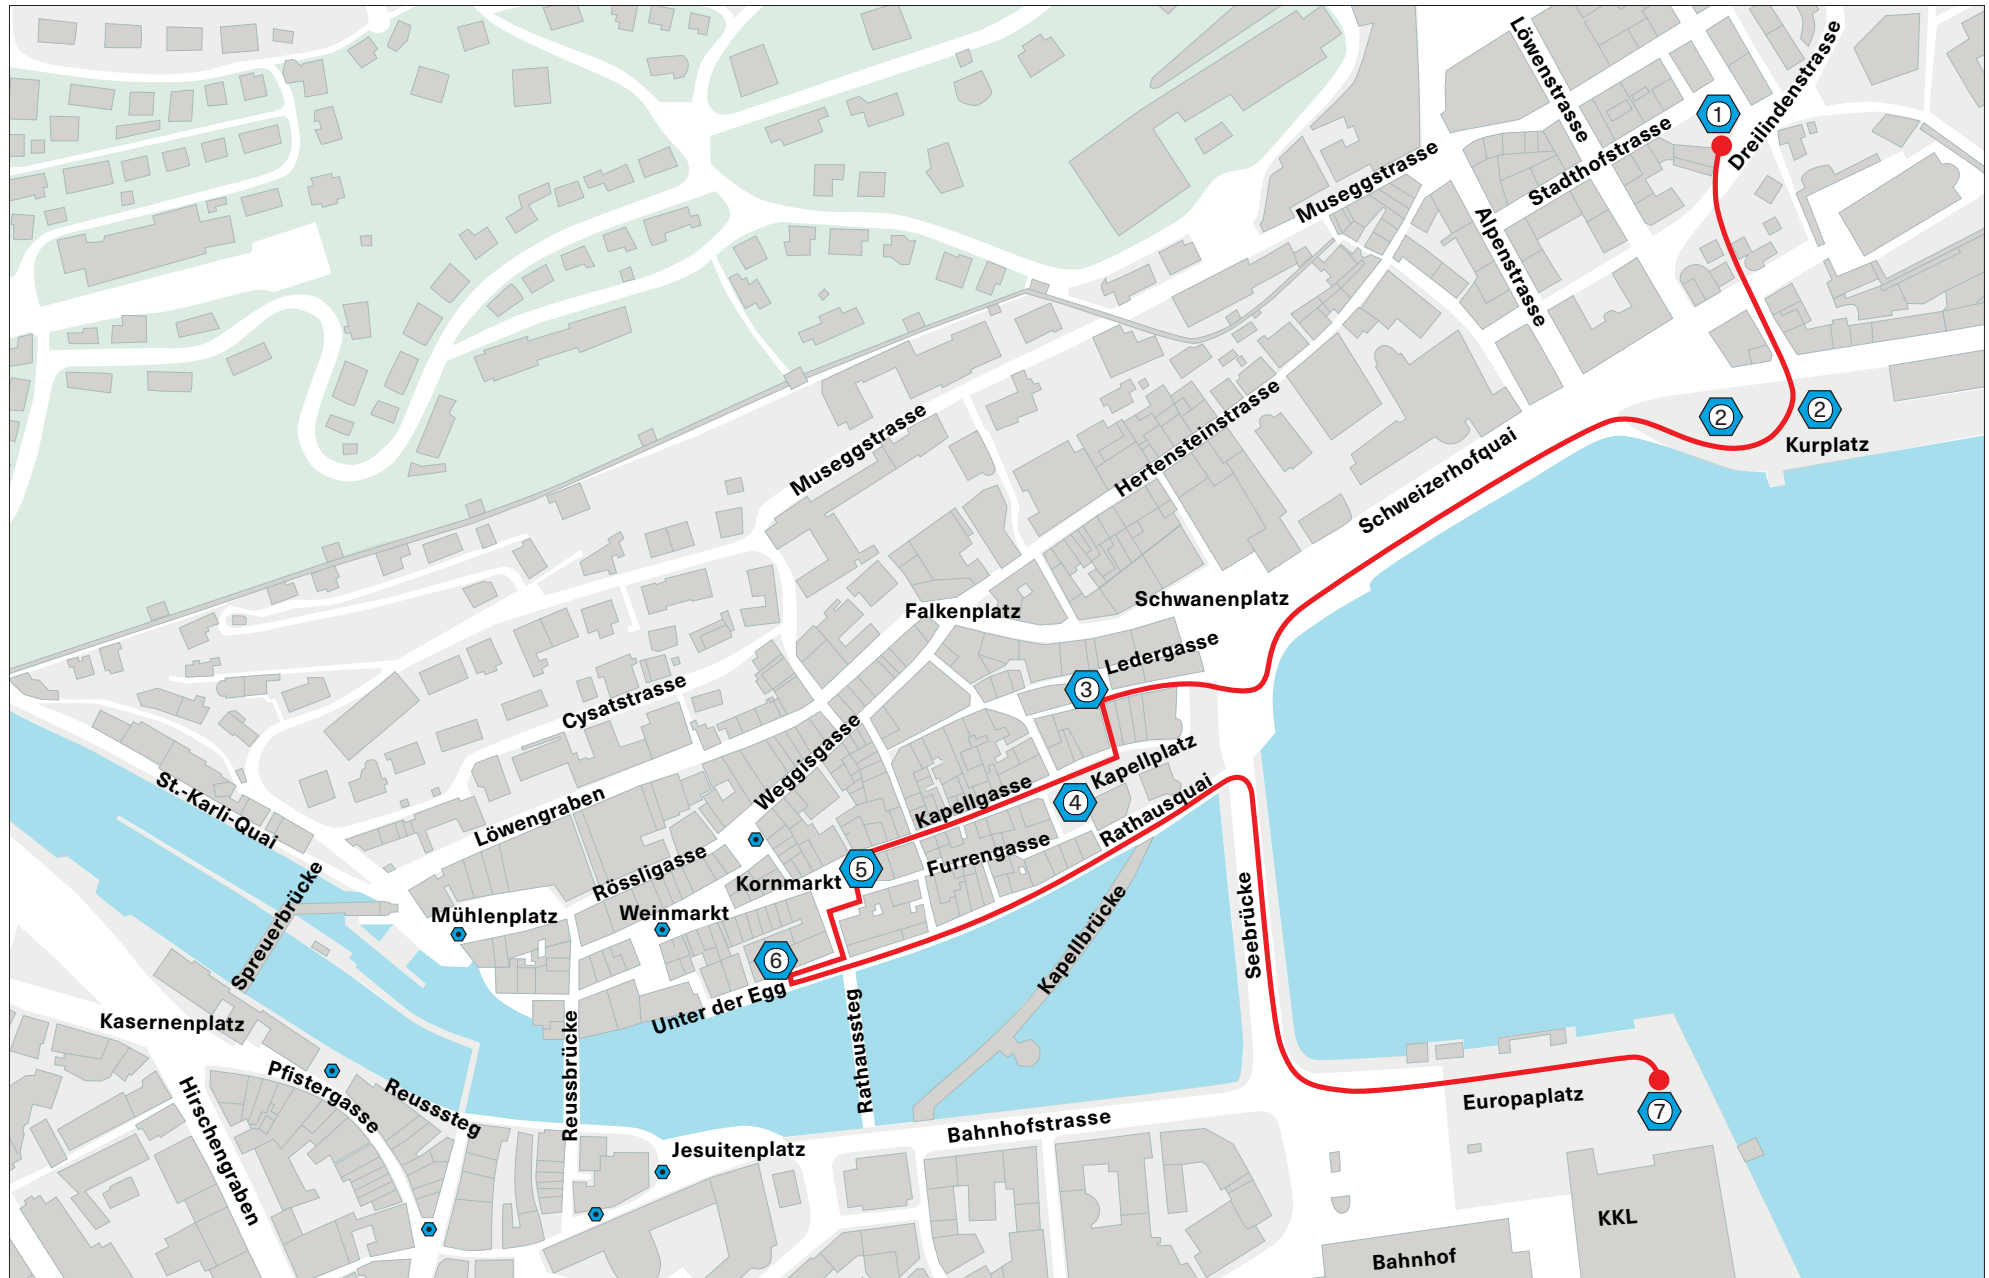 Löwenstrasse
Dreilindenstrasse
1
Stadthofstrasse
Museggstrasse
Alpenstrasse
2
2
Kurplatz
Hertensteinstrasse
Museggstrasse
Schweizerhofquai
Schwanenplatz
Falkenplatz
Ledergasse
3
Cysatstrasse
Weggisgasse
Kapellplatz
4
Kapellgasse
Rathausquai
St.-Karli-Quai
Löwengraben
Furrengasse
5
Kornmarkt
Rössligasse
Weinmarkt
Mühlenplatz
Spreuerbrücke
6
Unter der Egg
Kapellbrücke
Seebrücke
Kasernenplatz
Rathaussteg
Reussbrücke
Pfistergasse
Reusssteg
Hirschengraben
Europaplatz
7
Bahnhofstrasse
Jesuitenplatz
KKL
Bahnhof